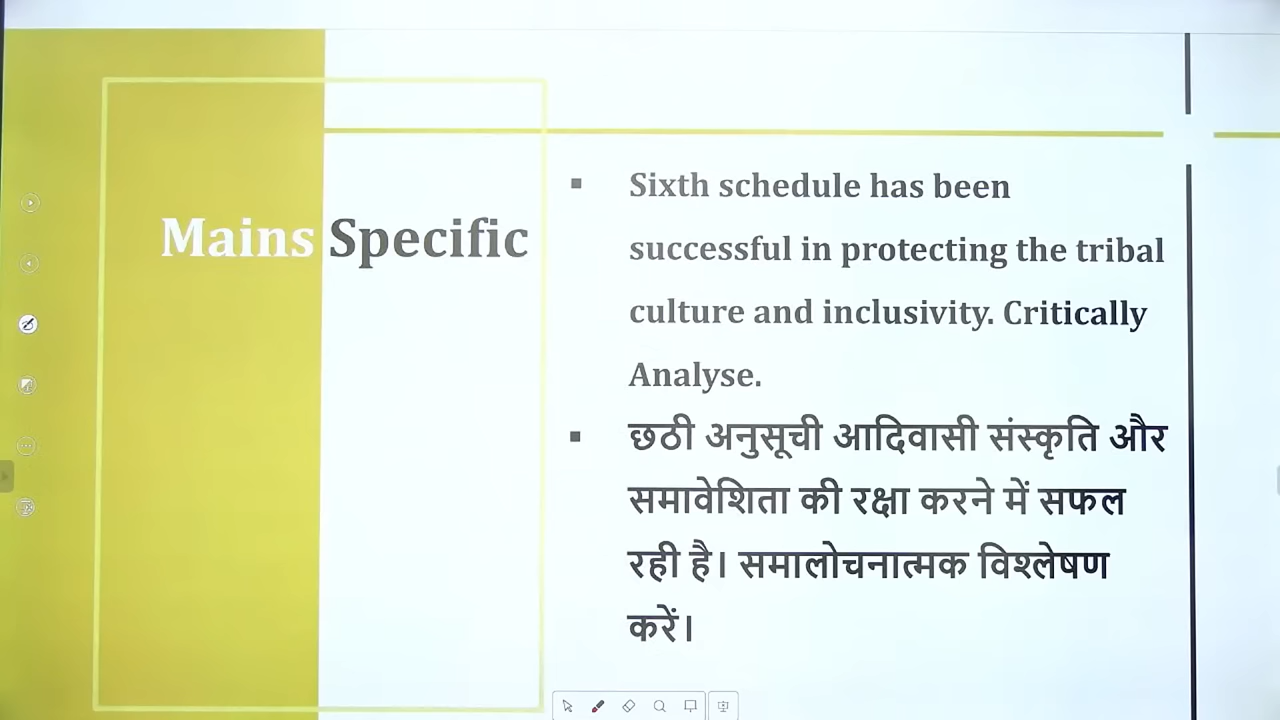 Mains Specific
▪ Sixth schedule has been
successful in protecting the tribal
culture and inclusivity. Critically
Analyse.
▪ छठी अनुसूची आदिवासी संस्कृति और
समावेशिता की रक्षा करने में सफल
रही है। समालोचनात्मक विश्लेषण
करें।